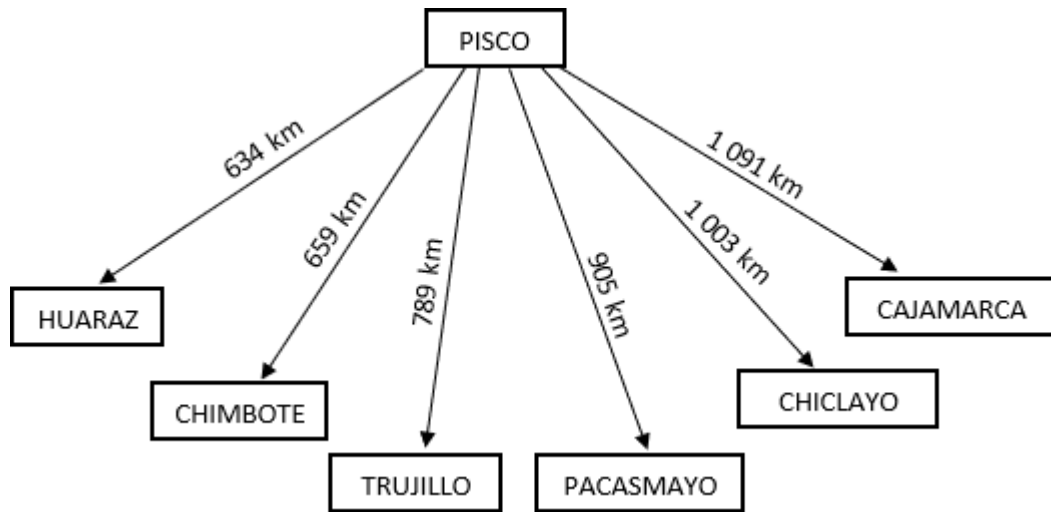 PISCO
634 km
659 km
789 km
905 km
1 003 km
1 091 km
HUARAZ
CHIMBOTE
TRUJILLO
PACASMAYO
CHICLAYO
CAJAMARCA